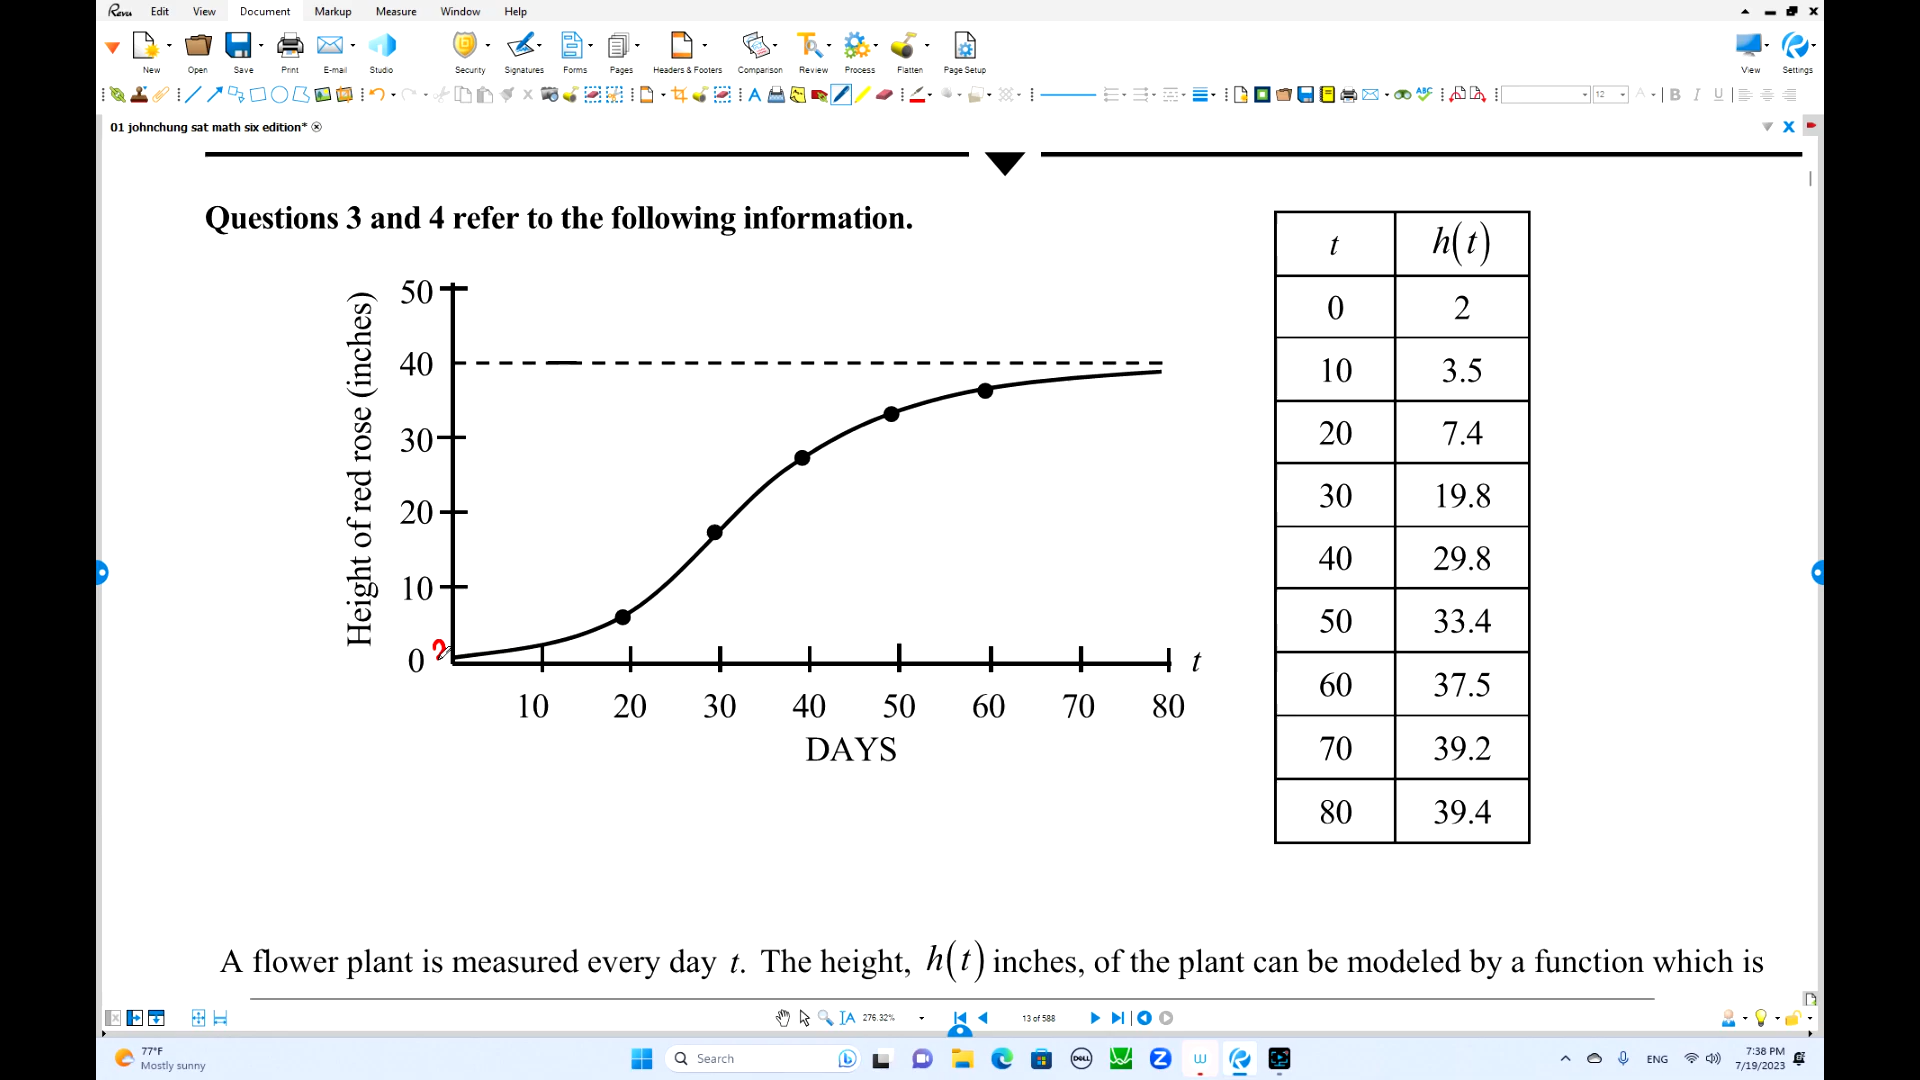 Revu Edit View Document Markup Measure Window Help
New Open Save Print E-mail Studio Security Signatures Forms Pages Headers & Footers Comparison Review Process Flatten Page Setup View Settings
12
01 johnchung sat math six edition*
Questions 3 and 4 refer to the following information.
Height of red rose (inches)
50
40
30
20
10
0
2
10 20 30 40 50 60 70 80
t
DAYS
t h(t)
0 2
10 3.5
20 7.4
30 19.8
40 29.8
50 33.4
60 37.5
70 39.2
80 39.4
A flower plant is measured every day t. The height, h(t) inches, of the plant can be modeled by a function which is
276.32% 13 of 588
77°F
Mostly sunny
Search
ENG
7:38 PM
7/19/2023